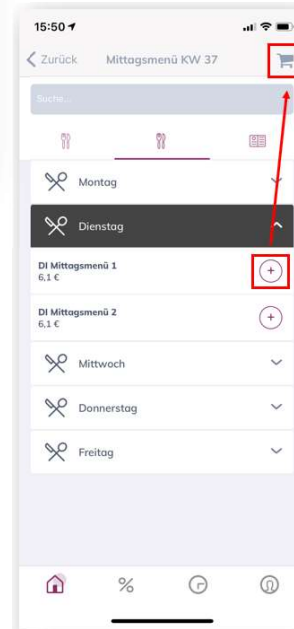 15:50
Zurück Mittagsmenü KW 37
Suche...
Montag
Dienstag
DI Mittagsmenü 1
6,1 €
DI Mittagsmenü 2
6,1 €
Mittwoch
Donnerstag
Freitag